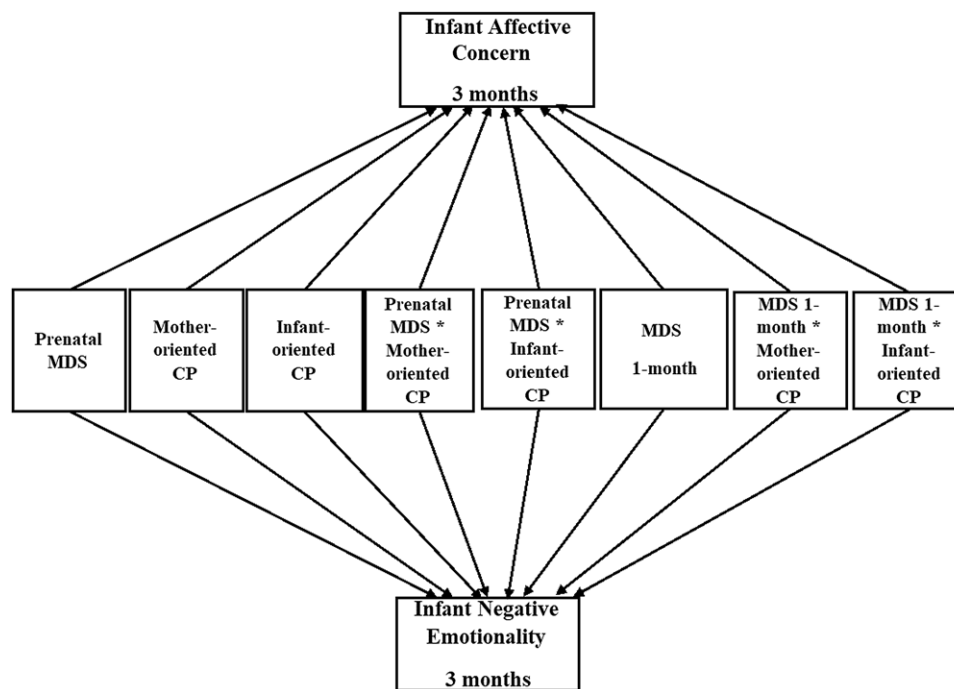 Infant Affective
Concern
3 months
Prenatal
MDS
Mother-
oriented
CP
Infant-
oriented CP
Prenatal
MDS *
Mother-
oriented
CP
Prenatal
MDS *
Infant-
oriented CP
MDS
1-month
MDS 1-
month *
Mother-
oriented
CP
MDS 1-
month *
Infant-
oriented
CP
Infant Negative
Emotionality
3 months